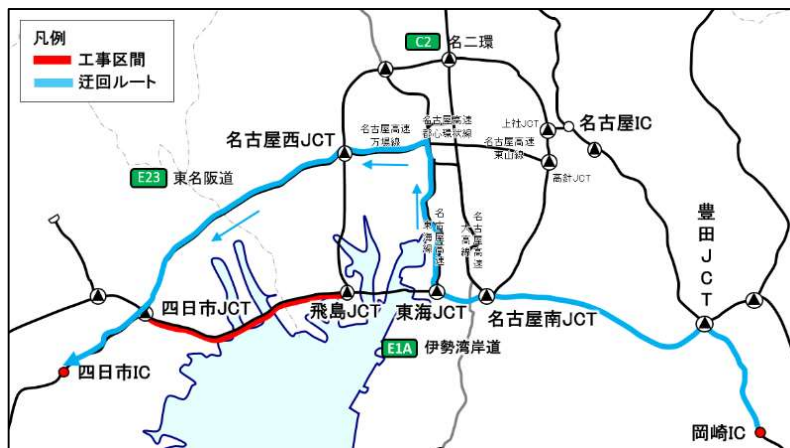 凡例
工事区間
迂回ルート
C2 名二環
名古屋西JCT
名古屋高速
万場線
名古屋高速
都心環状線
上社JCT
名古屋IC
名古屋高速
東山線
高針JCT
E23 東名阪道
名古屋高速
東海線
名古屋高速
大高線
豊田JCT
四日市JCT
飛島JCT
東海JCT
名古屋南JCT
E1A 伊勢湾岸道
四日市IC
岡崎IC